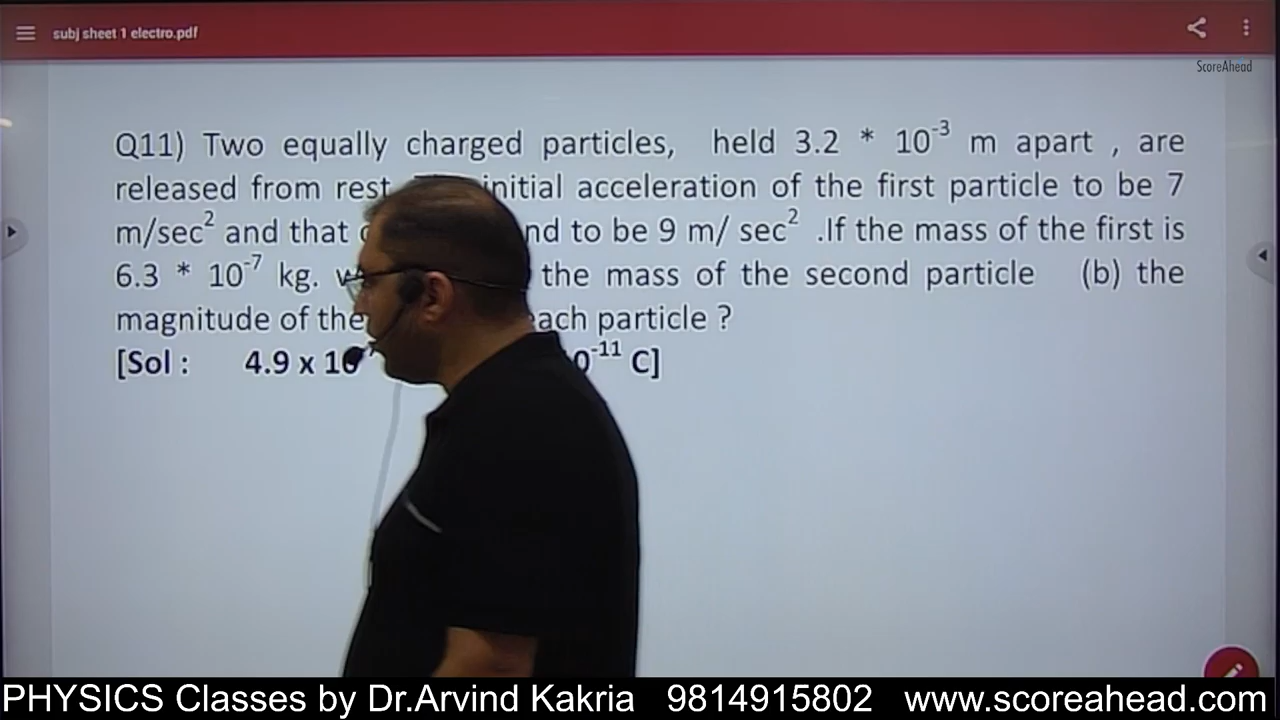 subj sheet 1 electro.pdf
ScoreAhead
Q11) Two equally charged particles, held 3.2 * 10⁻³ m apart , are
released from rest initial acceleration of the first particle to be 7
m/sec² and that to be 9 m/ sec² .If the mass of the first is
6.3 * 10⁻⁷ kg. the mass of the second particle (b) the
magnitude of the each particle ?
[Sol : 4.9 x 10 ⁻¹¹ C]
PHYSICS Classes by Dr.Arvind Kakria 9814915802 www.scoreahead.com